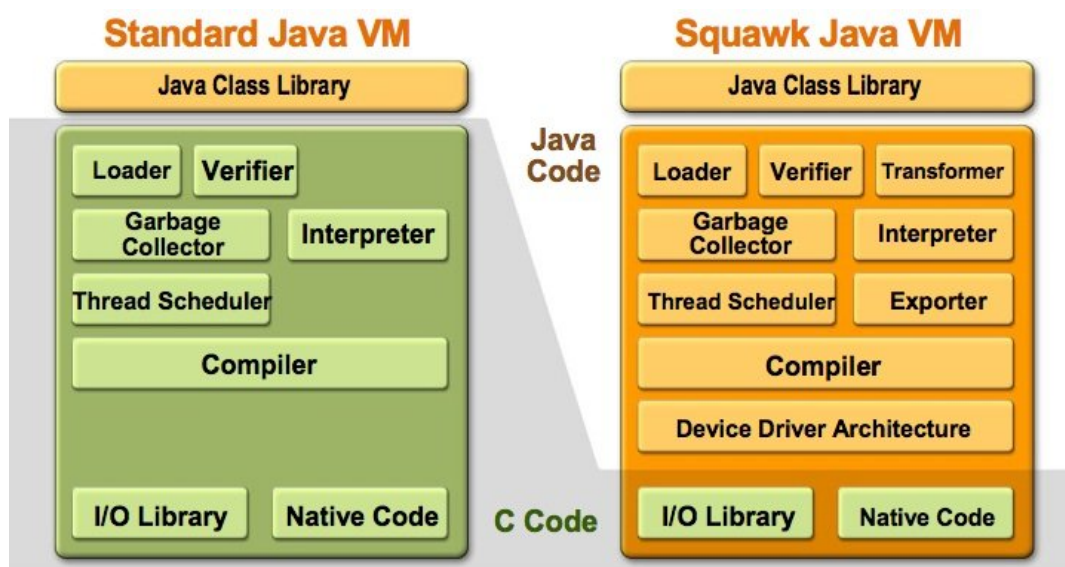 Standard Java VM
Java Class Library
Loader
Verifier
Garbage
Collector
Interpreter
Thread Scheduler
Compiler
I/O Library
Native Code
Java
Code
C Code
Squawk Java VM
Java Class Library
Loader
Verifier
Transformer
Garbage
Collector
Interpreter
Thread Scheduler
Exporter
Compiler
Device Driver Architecture
I/O Library
Native Code